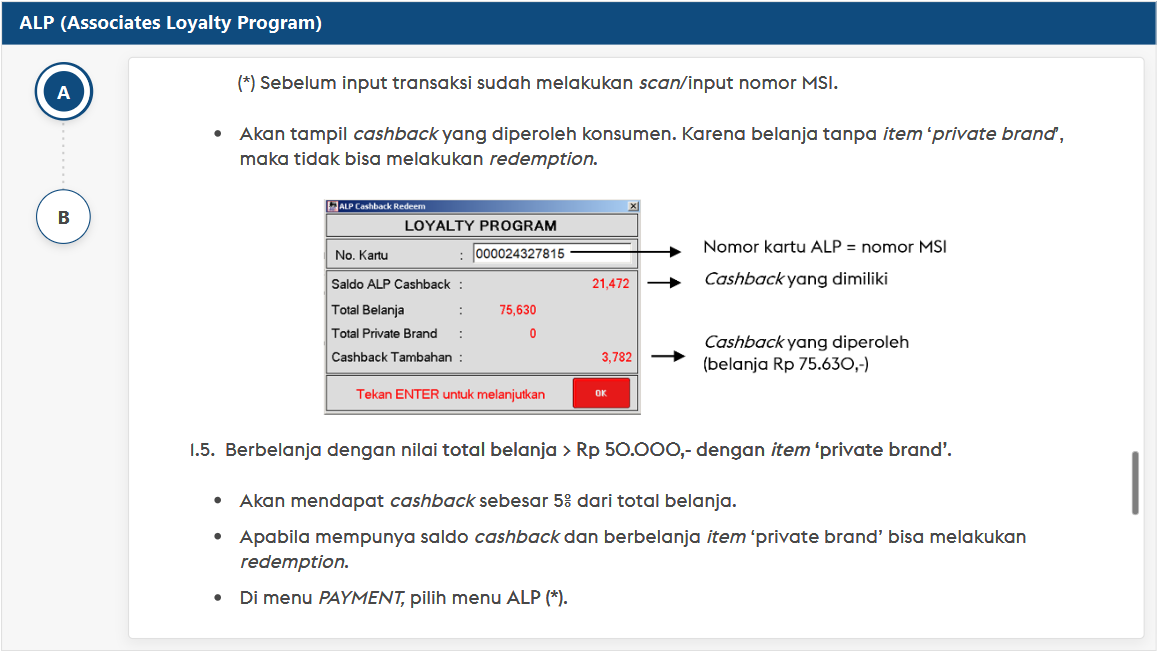 ALP (Associates Loyalty Program)
A
B
(*) Sebelum input transaksi sudah melakukan scan/input nomor MSI.
• Akan tampil cashback yang diperoleh konsumen. Karena belanja tanpa item ‘private brand’,
maka tidak bisa melakukan redemption.
ALP Cashback Redeem
LOYALTY PROGRAM
No. Kartu : 000024327815
Nomor kartu ALP = nomor MSI
Saldo ALP Cashback : 21,472
Cashback yang dimiliki
Total Belanja : 75,630
Total Private Brand : 0
Cashback Tambahan : 3,782
Cashback yang diperoleh
(belanja Rp 75.630,-)
Tekan ENTER untuk melanjutkan
OK
1.5. Berbelanja dengan nilai total belanja > Rp 50.000,- dengan item ‘private brand’.
• Akan mendapat cashback sebesar 5% dari total belanja.
• Apabila mempunya saldo cashback dan berbelanja item ‘private brand’ bisa melakukan
redemption.
• Di menu PAYMENT, pilih menu ALP (*).